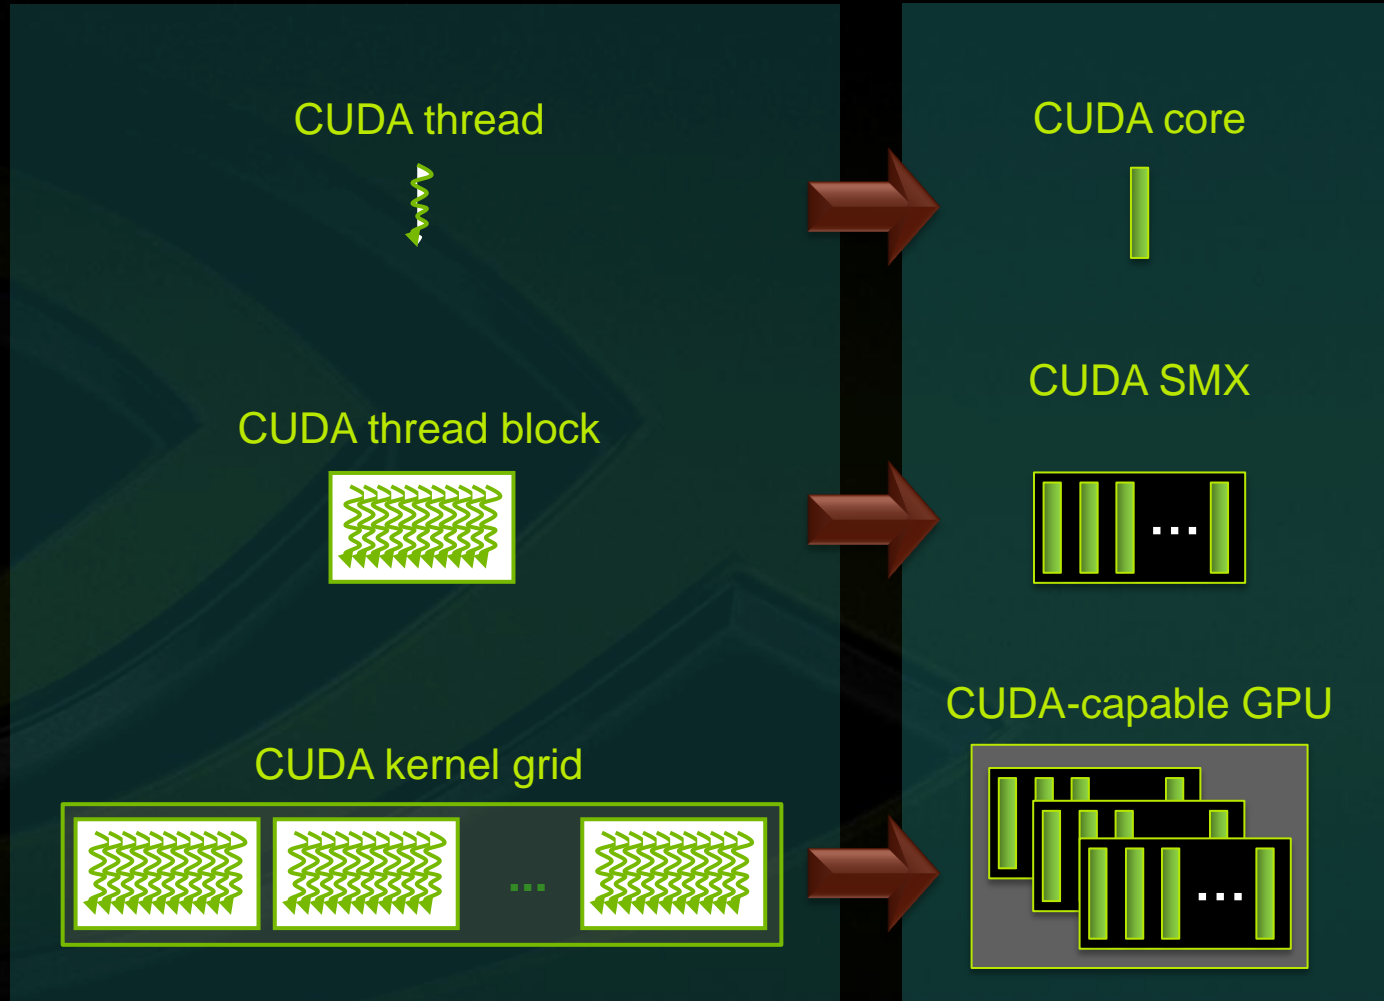 CUDA thread
CUDA core
CUDA thread block
CUDA SMX
...
CUDA kernel grid
...
CUDA-capable GPU
...